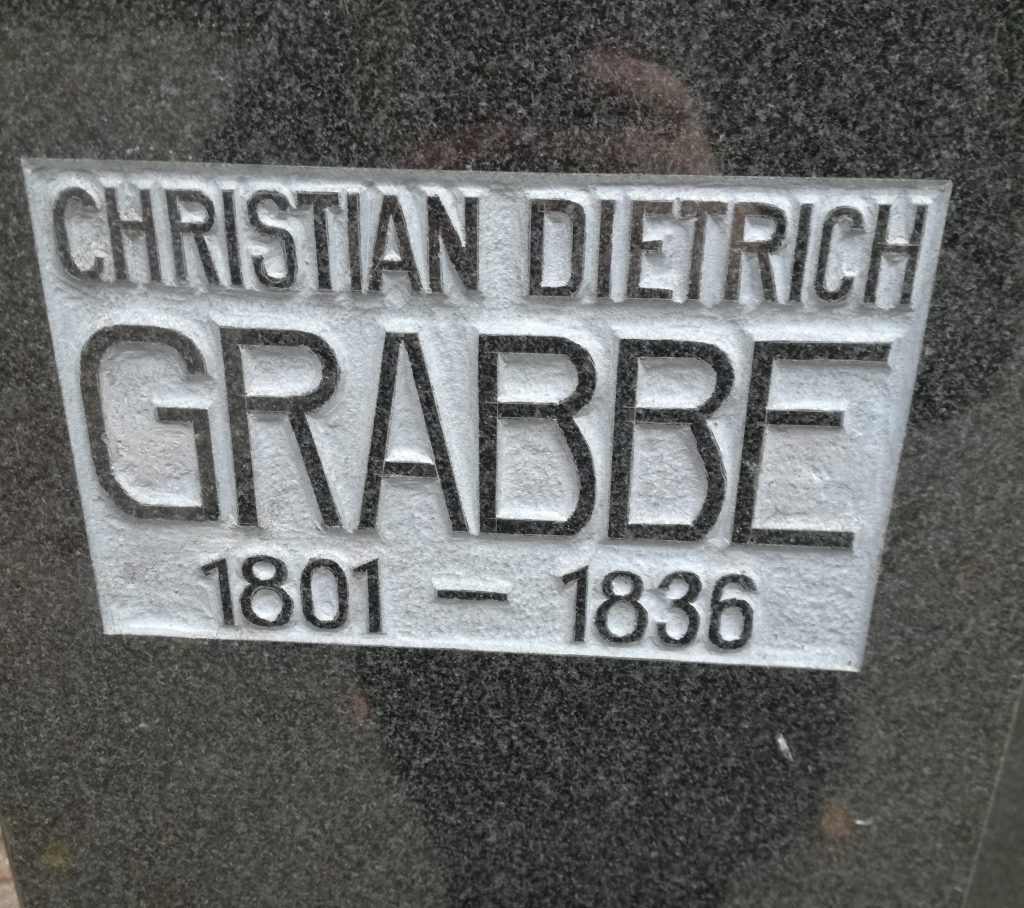 CHRISTIAN DIETRICH
GRABBE
1801 – 1836